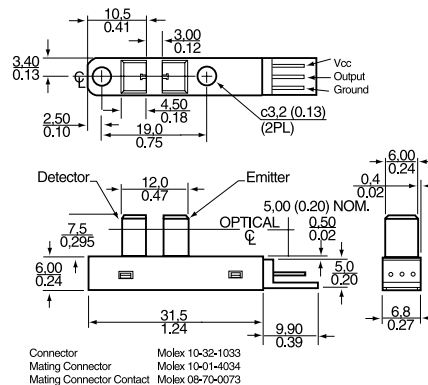 10,5
0.41
3,00
0.12
3.40
0.13
Vcc
Output
Ground
2,50
0.10
4,50
0.18
19,0
0.75
c3,2 (0.13)
(2PL)
Detector
12,0
0.47
Emitter
6,00
0.24
0,4
0.02
7,5
0,295
OPTICAL
5,00 (0.20) NOM.
0,50
0.02
6,00
0.24
5,0
0.20
31,5
1.24
9,90
0.39
6,8
0.27
Connector Molex 10-32-1033
Mating Connector Molex 10-01-4034
Mating Connector Contact Molex 08-70-0073